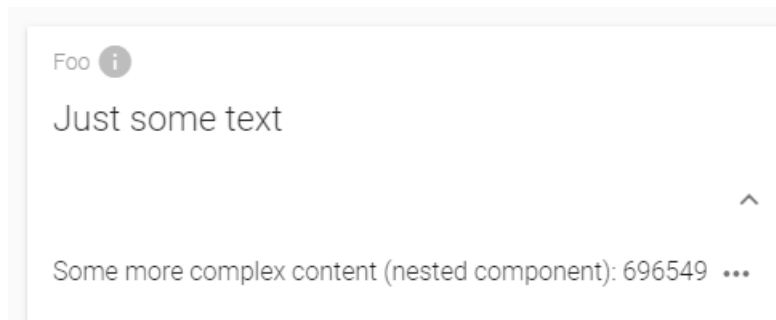 Foo
Just some text
Some more complex content (nested component): 696549